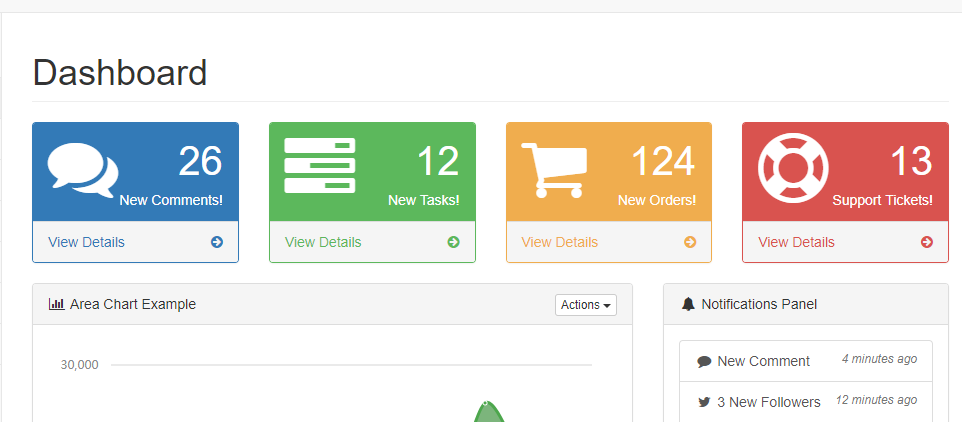 Dashboard
26
New Comments!
View Details
12
New Tasks!
View Details
124
New Orders!
View Details
13
Support Tickets!
View Details
Area Chart Example
Actions
30,000
Notifications Panel
New Comment 4 minutes ago
3 New Followers 12 minutes ago